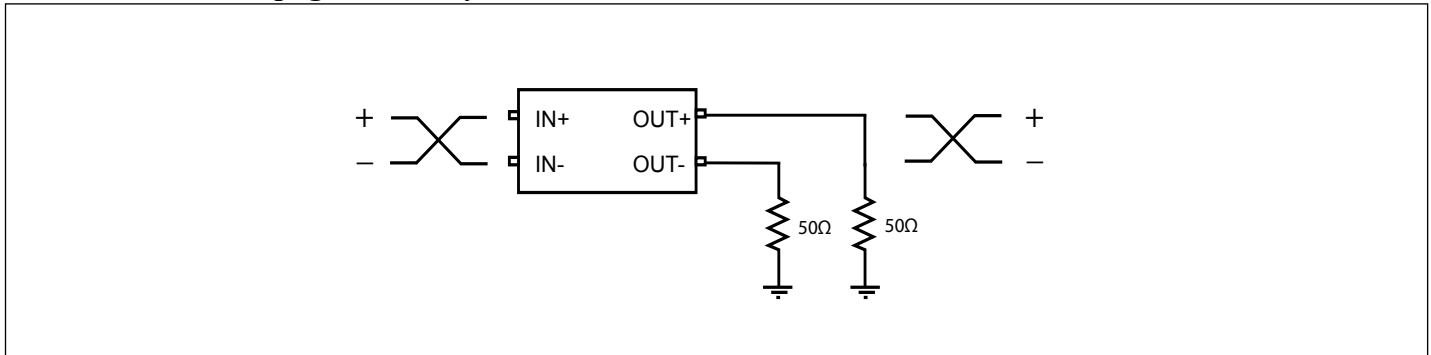 + IN+ OUT+ +
− IN- OUT- −
50Ω 50Ω